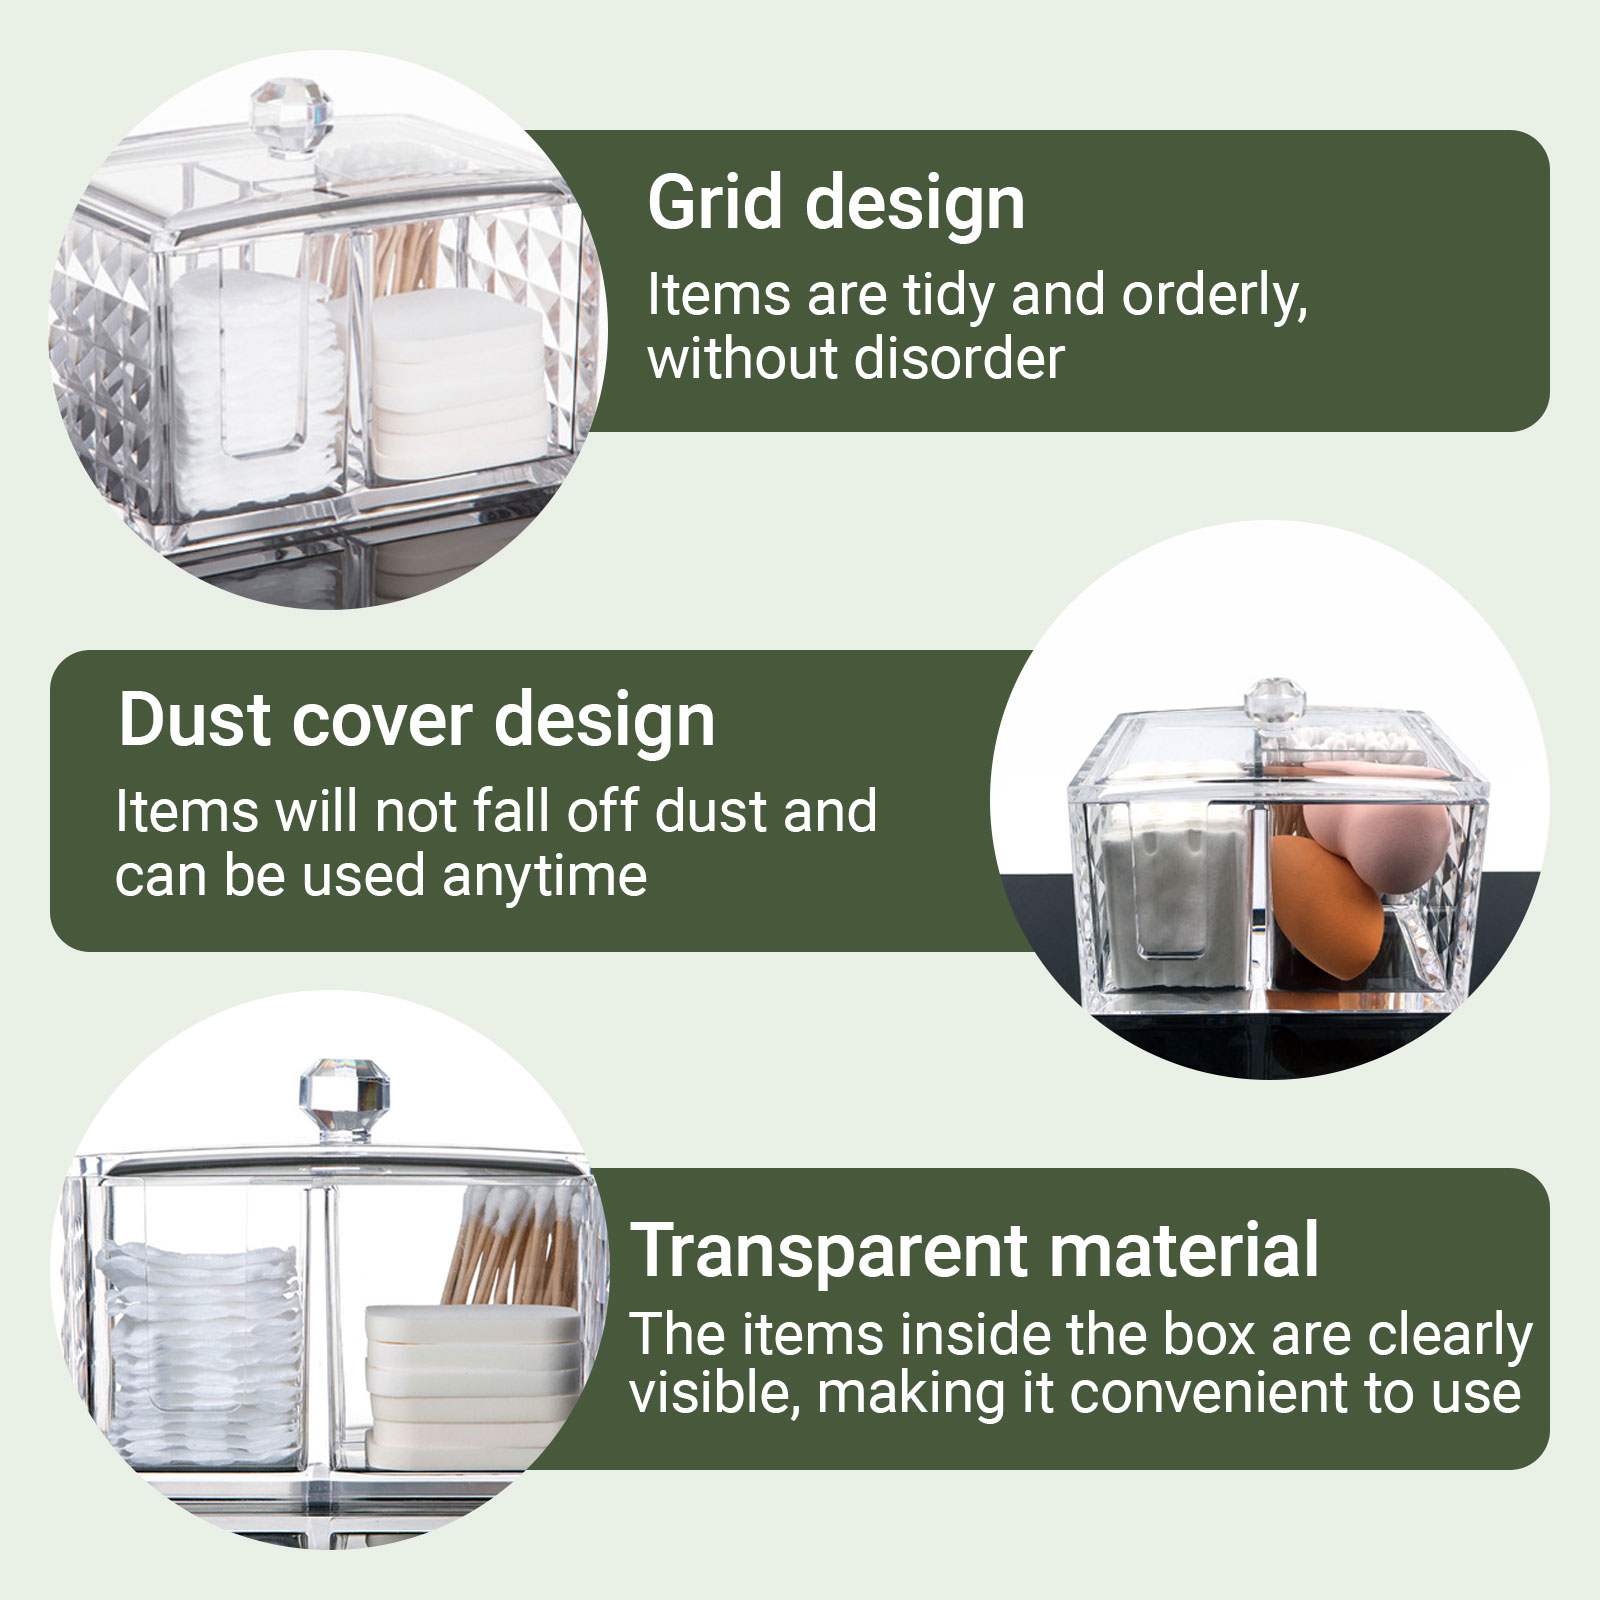 Grid design
Items are tidy and orderly,
without disorder
Dust cover design
Items will not fall off dust and
can be used anytime
Transparent material
The items inside the box are clearly
visible, making it convenient to use